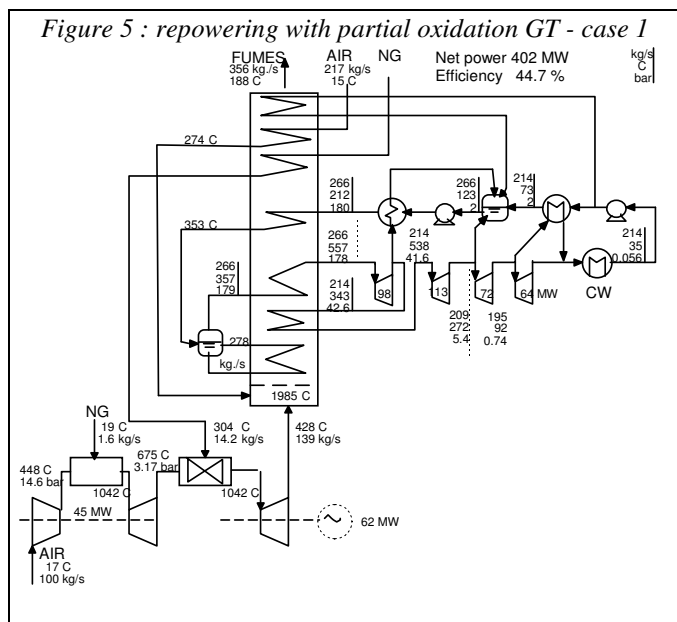 Figure 5 : repowering with partial oxidation GT - case 1
FUMES
356 kg./s
188 C
AIR
217 kg/s
15 C
NG
Net power 402 MW
Efficiency 44.7 %
kg/s
C
bar
274 C
353 C
266
212
180
266
123
2
214
73
2
266
557
178
214
538
41.6
214
35
0.056
266
357
179
214
343
42.6
98
113
72
64 MW
CW
209
272
5.4
195
92
0.74
278
kg./s
1985 C
NG
19 C
1.6 kg/s
304 C
14.2 kg/s
428 C
139 kg/s
448 C
14.6 bar
675 C
3.17 bar
1042 C
1042 C
45 MW
62 MW
AIR
17 C
100 kg/s